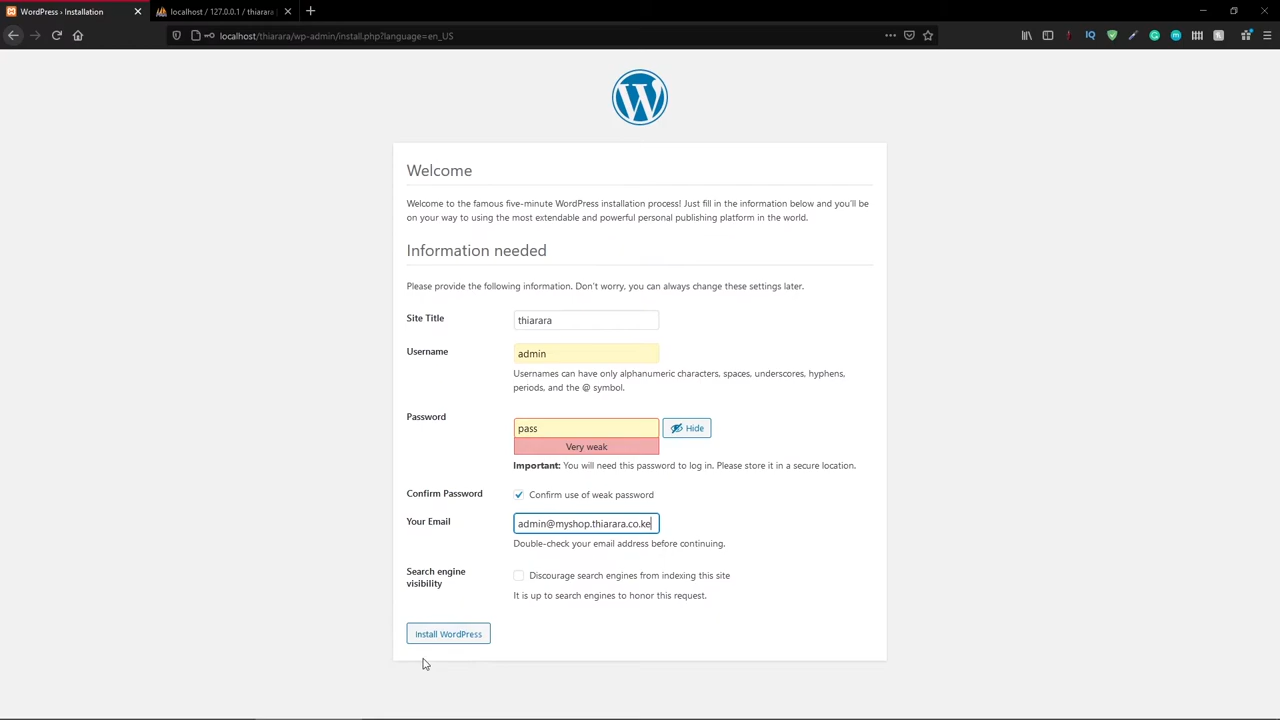 WordPress › Installation
localhost / 127.0.0.1 / thiarara
localhost/thiarara/wp-admin/install.php?language=en_US
Welcome
Welcome to the famous five-minute WordPress installation process! Just fill in the information below and you'll be
on your way to using the most extendable and powerful personal publishing platform in the world.
Information needed
Please provide the following information. Don't worry, you can always change these settings later.
Site Title
thiarara
Username
admin
Usernames can have only alphanumeric characters, spaces, underscores, hyphens,
periods, and the @ symbol.
Password
pass
Hide
Very weak
Important: You will need this password to log in. Please store it in a secure location.
Confirm Password
Confirm use of weak password
Your Email
admin@myshop.thiarara.co.ke
Double-check your email address before continuing.
Search engine
visibility
Discourage search engines from indexing this site
It is up to search engines to honor this request.
Install WordPress